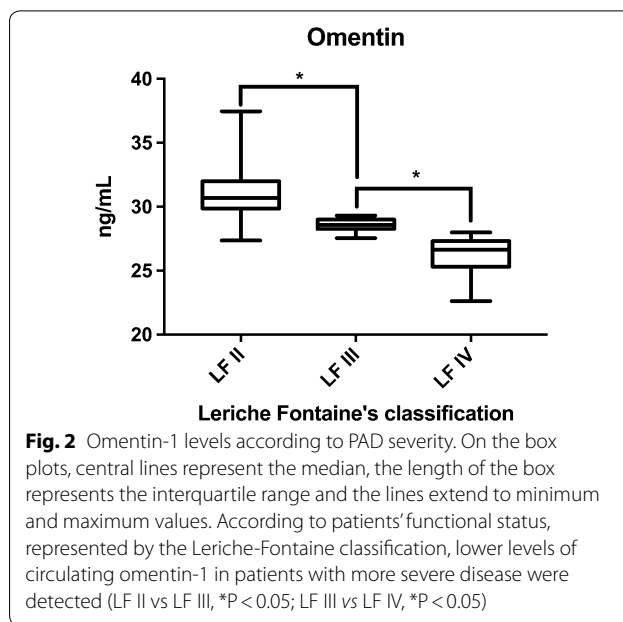 Omentin
*
*
40
35
30
25
20
ng/mL
LF II
LF III
LF IV
Leriche Fontaine's classification
Fig. 2 Omentin-1 levels according to PAD severity. On the box
plots, central lines represent the median, the length of the box
represents the interquartile range and the lines extend to minimum
and maximum values. According to patients' functional status,
represented by the Leriche-Fontaine classification, lower levels of
circulating omentin-1 in patients with more severe disease were
detected (LF II vs LF III, *P < 0.05; LF III vs LF IV, *P < 0.05)